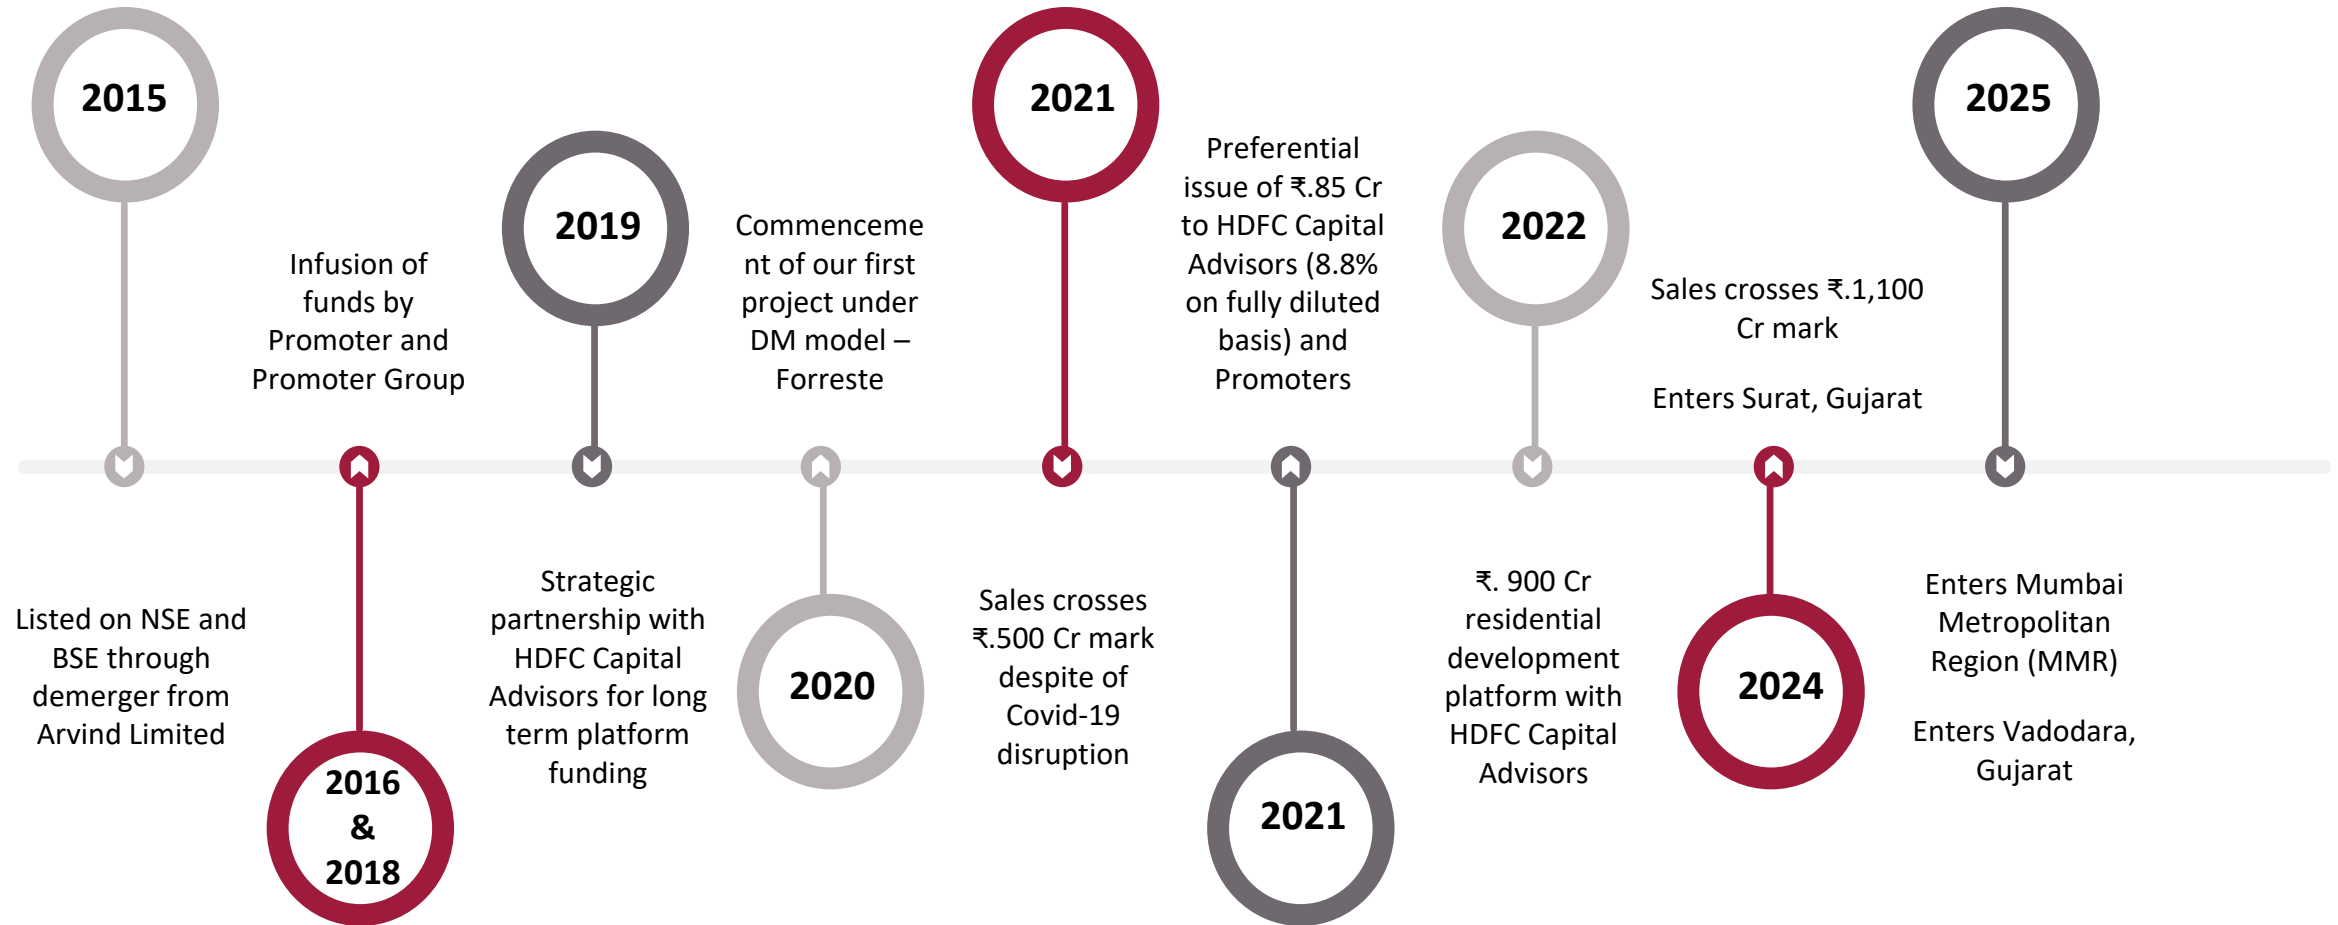 2015
Listed on NSE and
BSE through
demerger from
Arvind Limited
Infusion of
funds by
Promoter and
Promoter Group
2016
&
2018
2019
Strategic
partnership with
HDFC Capital
Advisors for long
term platform
funding
Commenceme
nt of our first
project under
DM model –
Forreste
2020
2021
Sales crosses
₹.500 Cr mark
despite of
Covid-19
disruption
Preferential
issue of ₹.85 Cr
to HDFC Capital
Advisors (8.8%
on fully diluted
basis) and
Promoters
2021
2022
₹. 900 Cr
residential
development
platform with
HDFC Capital
Advisors
Sales crosses ₹.1,100
Cr mark
Enters Surat, Gujarat
2024
2025
Enters Mumbai
Metropolitan
Region (MMR)
Enters Vadodara,
Gujarat